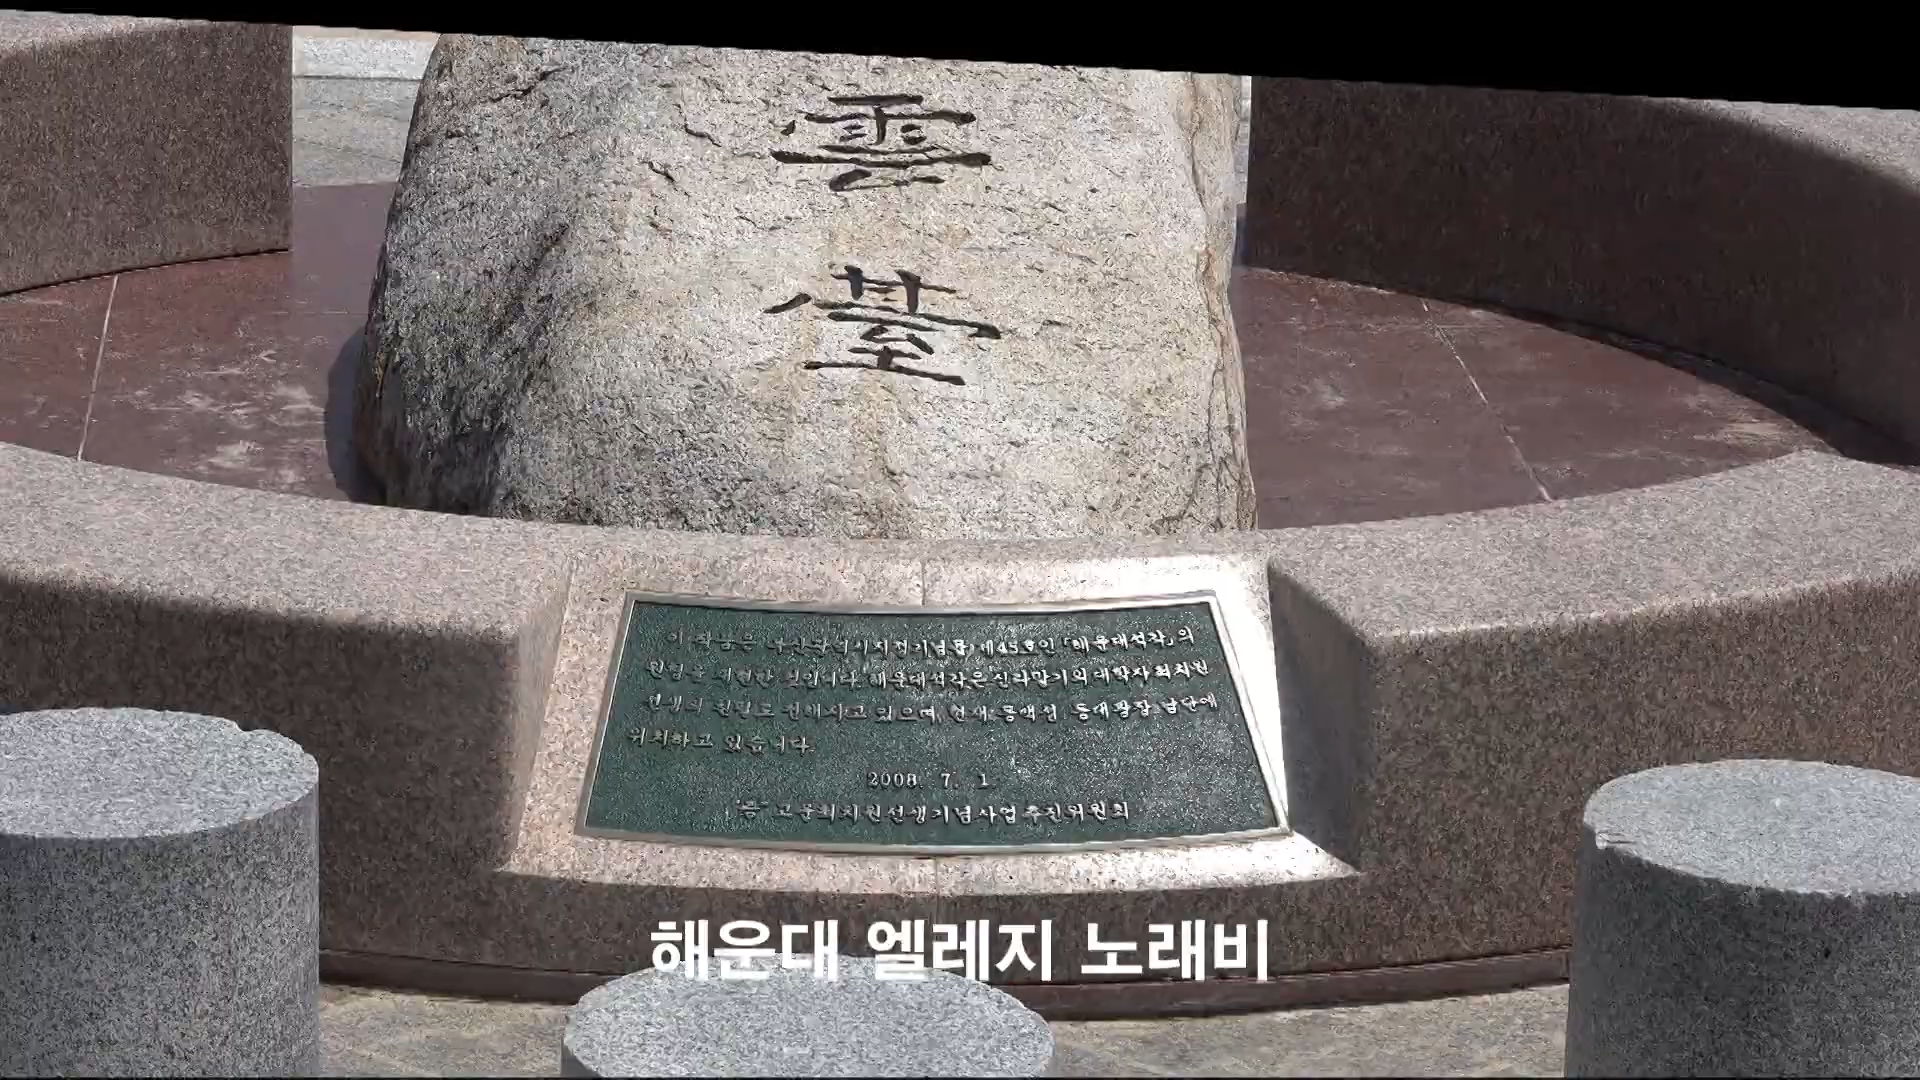 雲
臺
이 작품은 부산광역시지정기념물 제45호인 「해운대석각」의
원형을 재현한 것입니다. 해운대석각은 신라말기의 대학자 최치원
선생의 친필로 전해지고 있으며, 현재 동백섬 등대광장 남단에
위치하고 있습니다.
2008. 7. 1
고운최치원선생기념사업추진위원회
해운대 엘레지 노래비